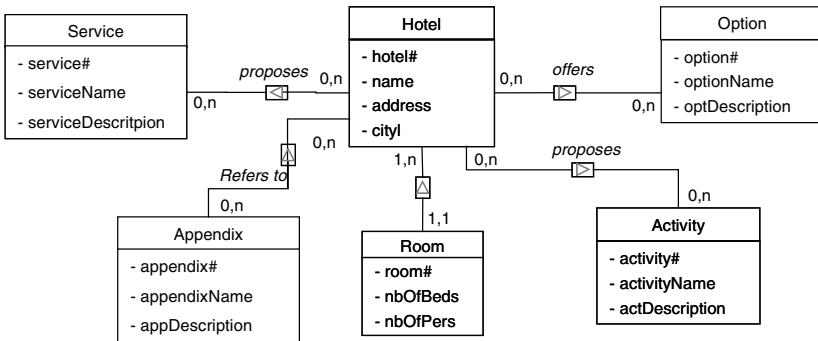 Service
- service#
- serviceName
- serviceDescritpion
Hotel
- hotel#
- name
- address
- cityl
Option
- option#
- optionName
- optDescription
proposes
0,n
0,n
offers
0,n
0,n
Refers to
0,n
0,n
1,n
1,1
proposes
0,n
0,n
Appendix
- appendix#
- appendixName
- appDescription
Room
- room#
- nbOfBeds
- nbOfPers
Activity
- activity#
- activityName
- actDescription